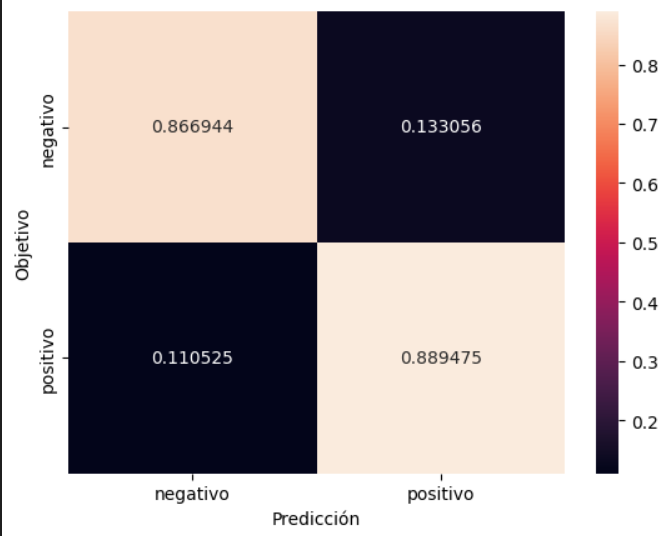 negativo
0.866944
0.133056
Objetivo
positivo
0.110525
0.889475
negativo
positivo
Predicción
0.8
0.7
0.6
0.5
0.4
0.3
0.2